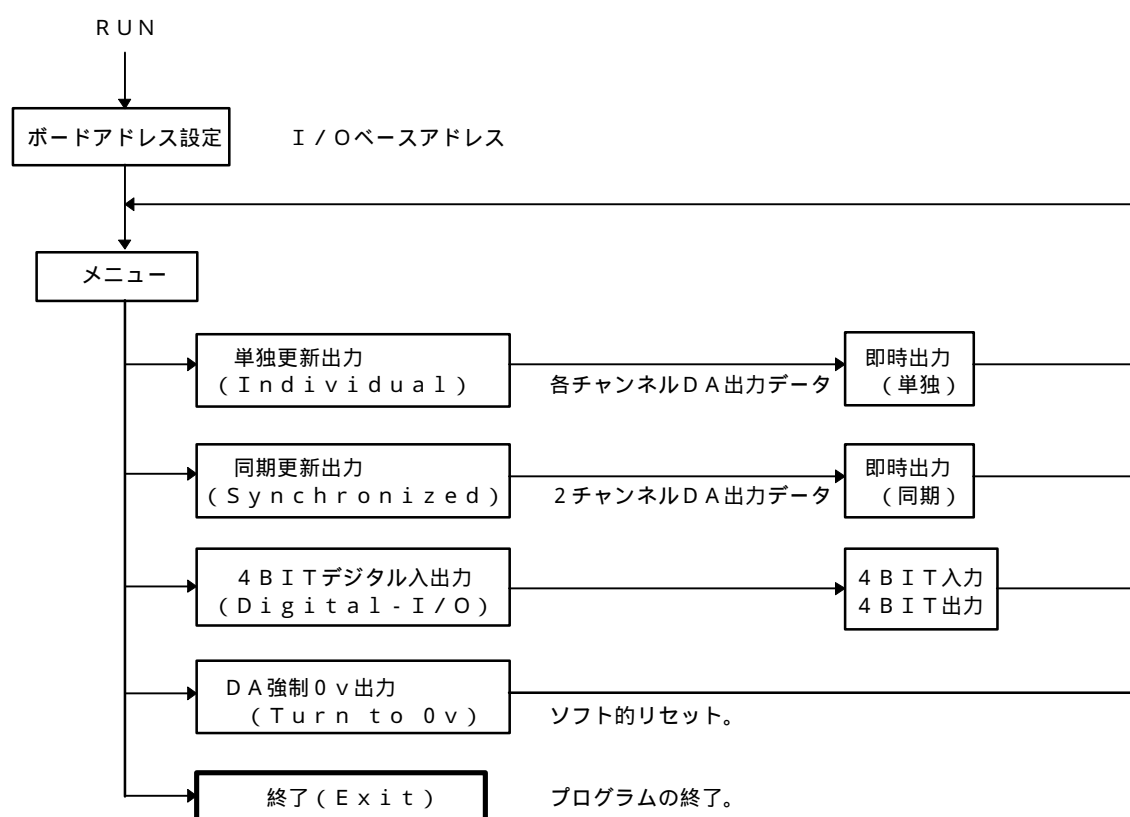 ＲＵＮ
ボードアドレス設定
Ｉ／Ｏベースアドレス
メニュー
単独更新出力
（Ｉｎｄｉｖｉｄｕａｌ）
各チャンネルＤＡ出力データ
即時出力
（単独）
同期更新出力
（Ｓｙｎｃｈｒｏｎｉｚｅｄ）
２チャンネルＤＡ出力データ
即時出力
（同期）
４ＢＩＴデジタル入出力
（Ｄｉｇｉｔａｌ‐Ｉ／Ｏ）
４ＢＩＴ入力
４ＢＩＴ出力
ＤＡ強制０ｖ出力
（Ｔｕｒｎ ｔｏ ０ｖ）
ソフト的リセット。
終了（Ｅｘｉｔ）
プログラムの終了。